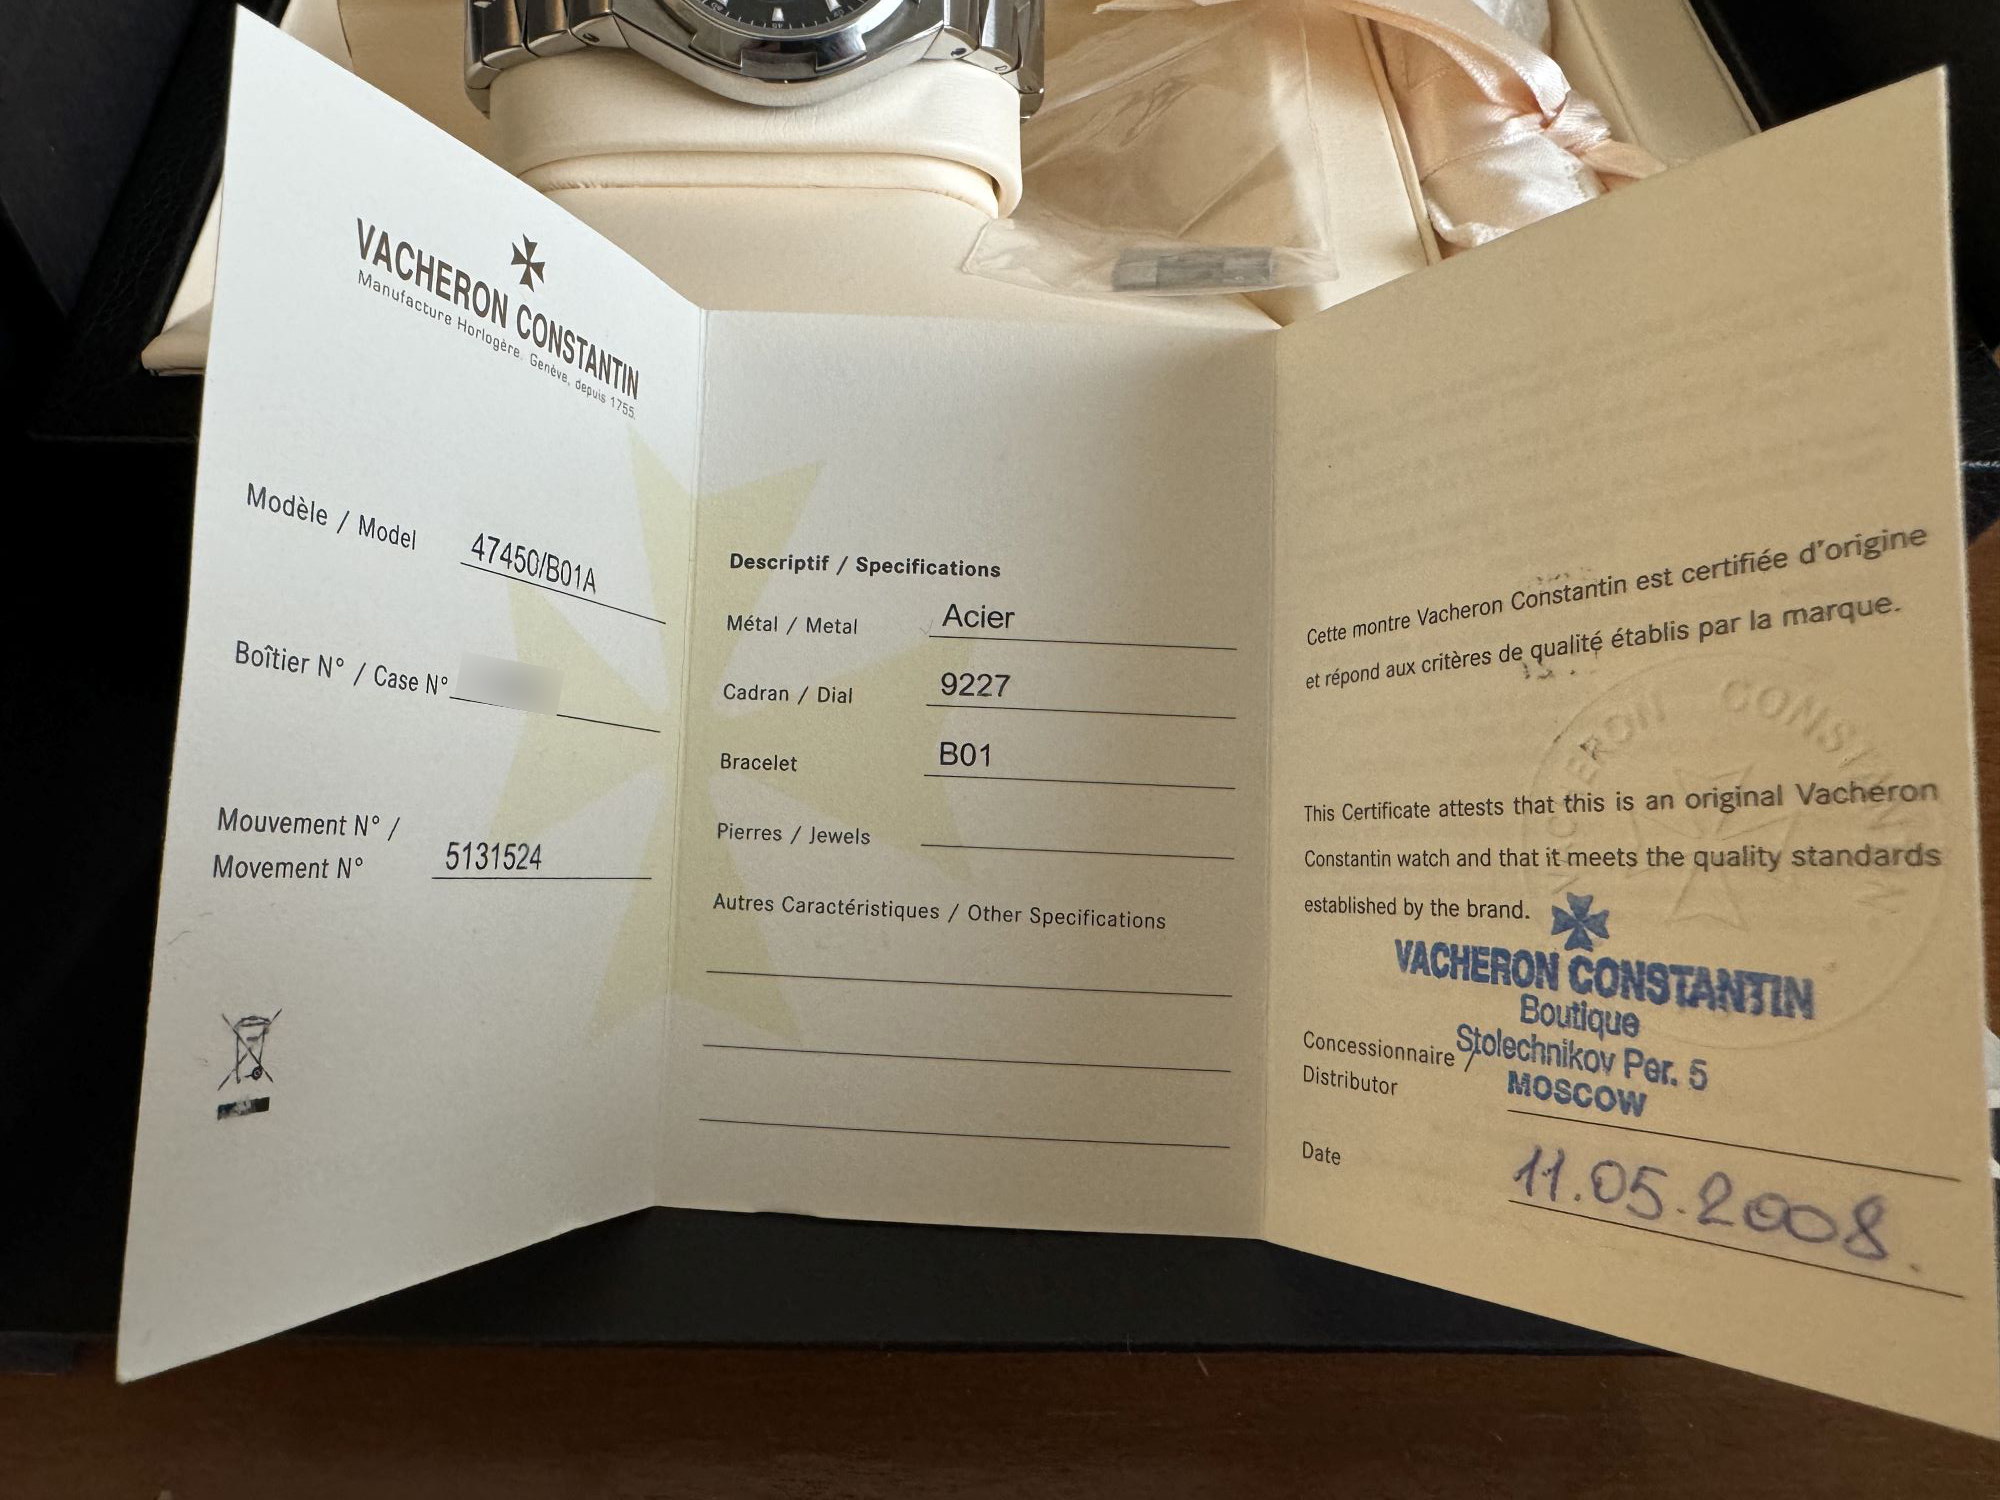 VACHERON CONSTANTIN
Manufacture Horlogère. Genève, depuis 1755.
Modèle / Model 47450/B01A
Boîtier N° / Case N°
Mouvement N° /
Movement N° 5131524
Descriptif / Specifications
Métal / Metal Acier
Cadran / Dial 9227
Bracelet B01
Pierres / Jewels
Autres Caractéristiques / Other Specifications
Cette montre Vacheron Constantin est certifiée d'origine
et répond aux critères de qualité établis par la marque.
VACHERON CONSTANTIN
This Certificate attests that this is an original Vacheron
Constantin watch and that it meets the quality standards
established by the brand.
VACHERON CONSTANTIN
Boutique
Stolechnikov Per. 5
MOSCOW
Concessionnaire /
Distributor
Date 11.05.2008.